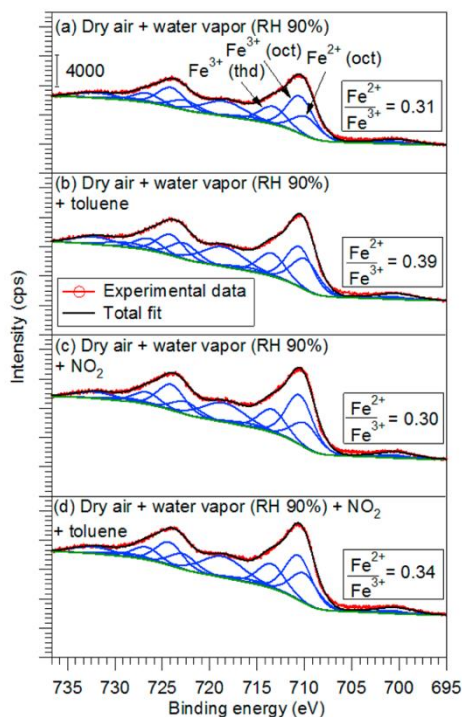 (a) Dry air + water vapor (RH 90%)
4000
Fe³⁺ (oct)
Fe³⁺ (thd)
Fe²⁺ (oct)
Fe²⁺
Fe³⁺ = 0.31
(b) Dry air + water vapor (RH 90%)
+ toluene
Fe²⁺
Fe³⁺ = 0.39
Experimental data
Total fit
(c) Dry air + water vapor (RH 90%)
+ NO₂
Fe²⁺
Fe³⁺ = 0.30
(d) Dry air + water vapor (RH 90%) + NO₂
+ toluene
Fe²⁺
Fe³⁺ = 0.34
Intensity (cps)
735 730 725 720 715 710 705 700 695
Binding energy (eV)